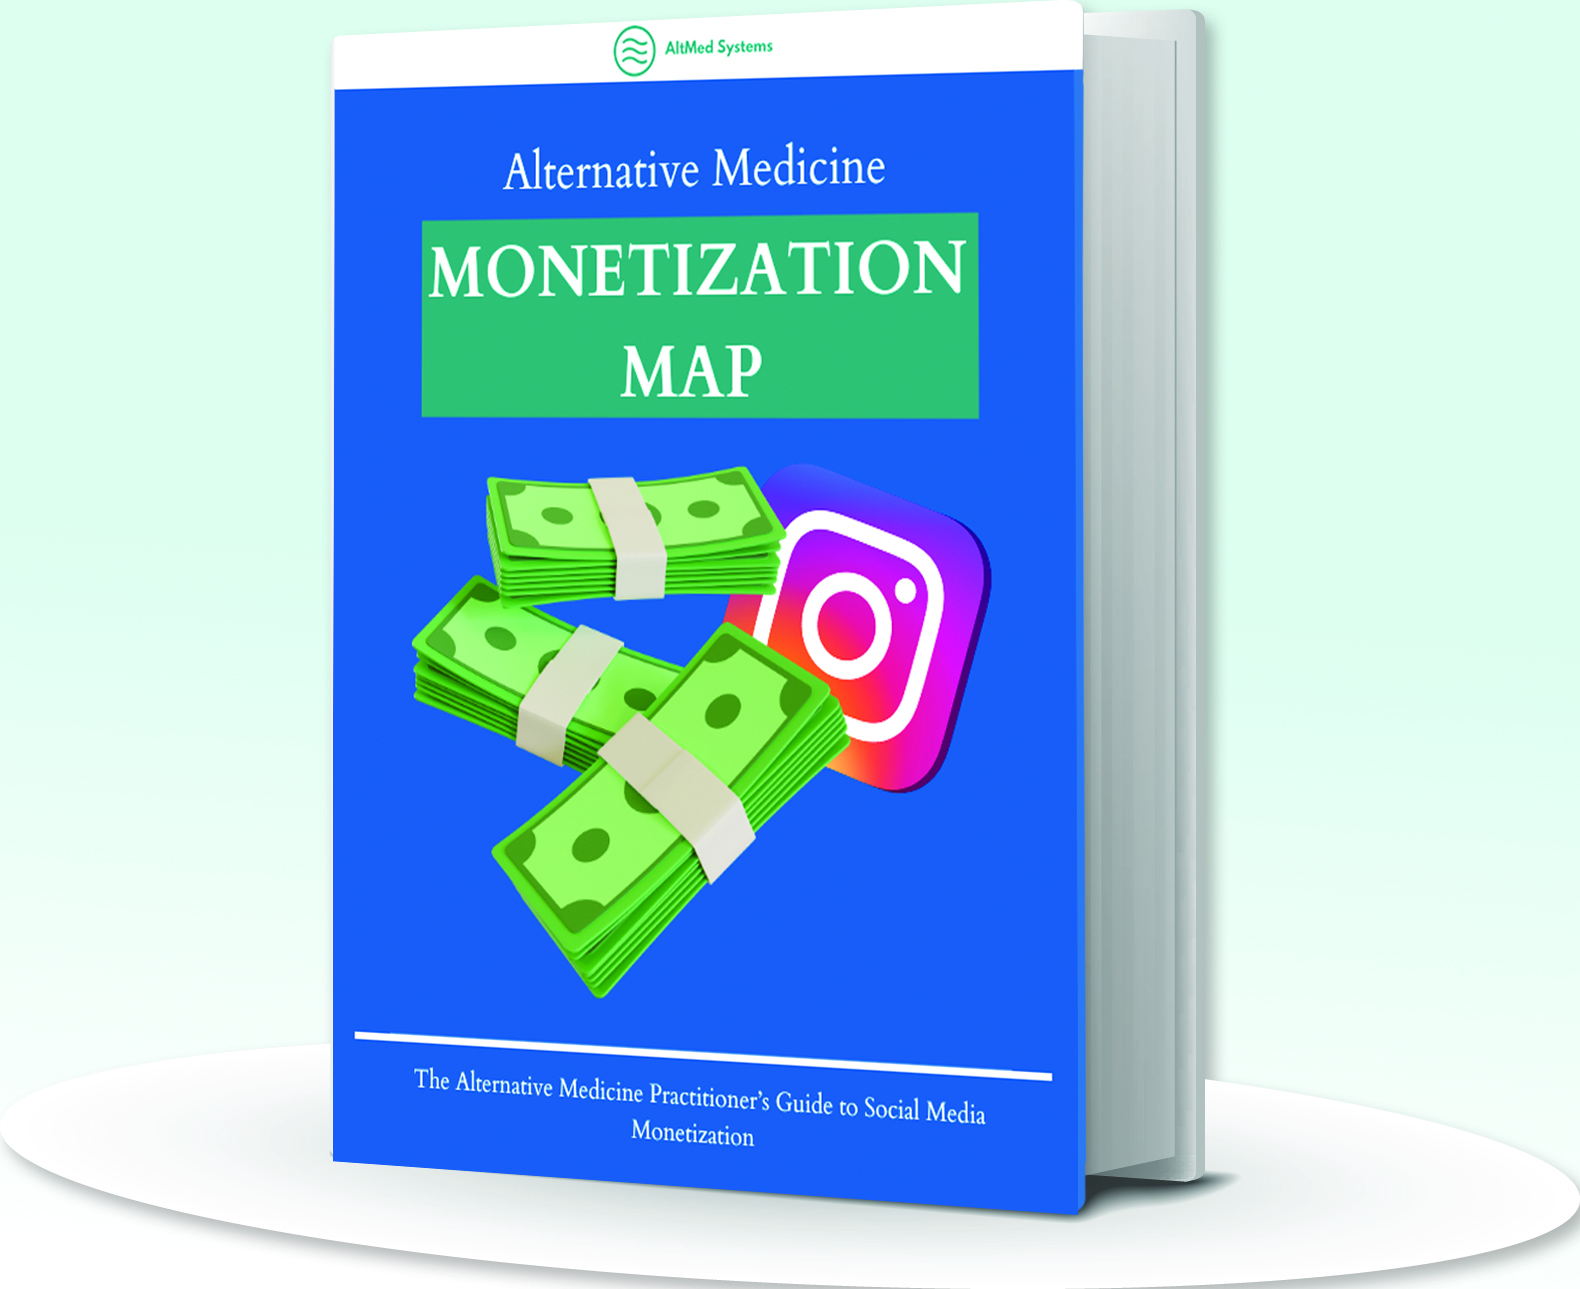 AltMed Systems
Alternative Medicine
MONETIZATION
MAP
The Alternative Medicine Practitioner's Guide to Social Media
Monetization